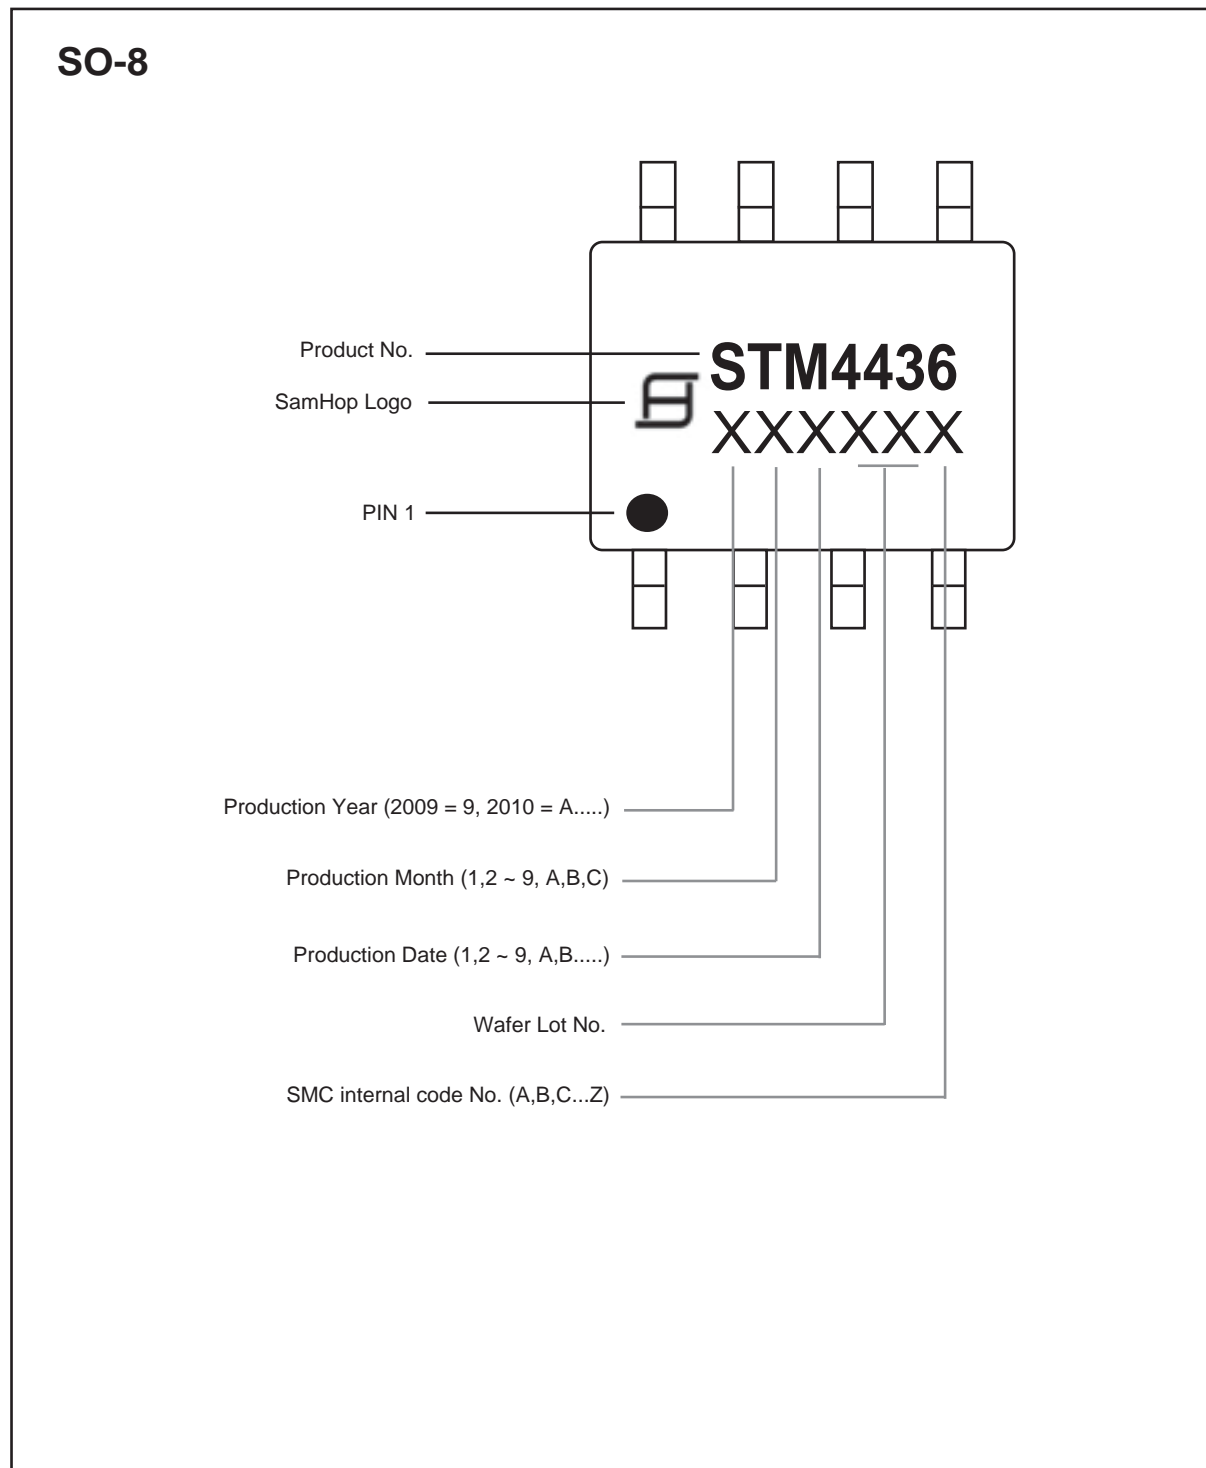 SO-8
Product No.
STM4436
SamHop Logo
XXXXXX
PIN 1
Production Year (2009 = 9, 2010 = A.....)
Production Month (1,2 ~ 9, A,B,C)
Production Date (1,2 ~ 9, A,B.....)
Wafer Lot No.
SMC internal code No. (A,B,C...Z)